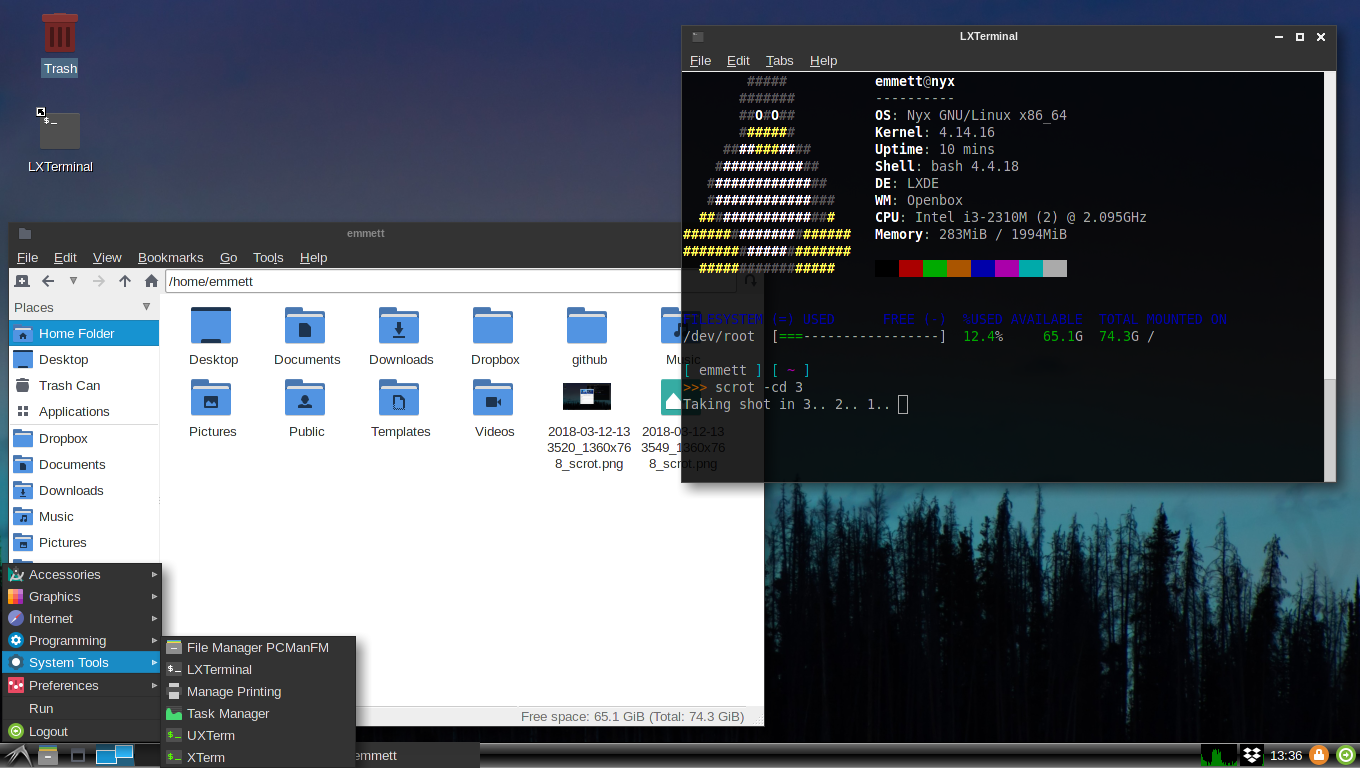 Trash
LXTerminal
emmett
File Edit View Bookmarks Go Tools Help
/home/emmett
Places
Home Folder
Desktop
Trash Can
Applications
Dropbox
Documents
Downloads
Music
Pictures
Desktop Documents Downloads Dropbox github Music
Pictures Public Templates Videos
2018-03-12-13
3520_1360x76
8_scrot.png
2018-03-12-13
3549_1360x76
8_scrot.png
Free space: 65.1 GiB (Total: 74.3 GiB)
LXTerminal
File Edit Tabs Help
#####
#######
##O#O##
#######
###########
#############
###############
################
#################
#####################
#####################
#################
emmett@nyx
----------
OS: Nyx GNU/Linux x86_64
Kernel: 4.14.16
Uptime: 10 mins
Shell: bash 4.4.18
DE: LXDE
WM: Openbox
CPU: Intel i3-2310M (2) @ 2.095GHz
Memory: 283MiB / 1994MiB
FILESYSTEM (=) USED FREE (-) %USED AVAILABLE TOTAL MOUNTED ON
/dev/root [===-----------------] 12.4% 65.1G 74.3G /
[ emmett ] [ ~ ]
>>> scrot -cd 3
Taking shot in 3.. 2.. 1..
Accessories
Graphics
Internet
Programming
System Tools
Preferences
Run
Logout
File Manager PCManFM
LXTerminal
Manage Printing
Task Manager
UXTerm
XTerm
emmett
13:36